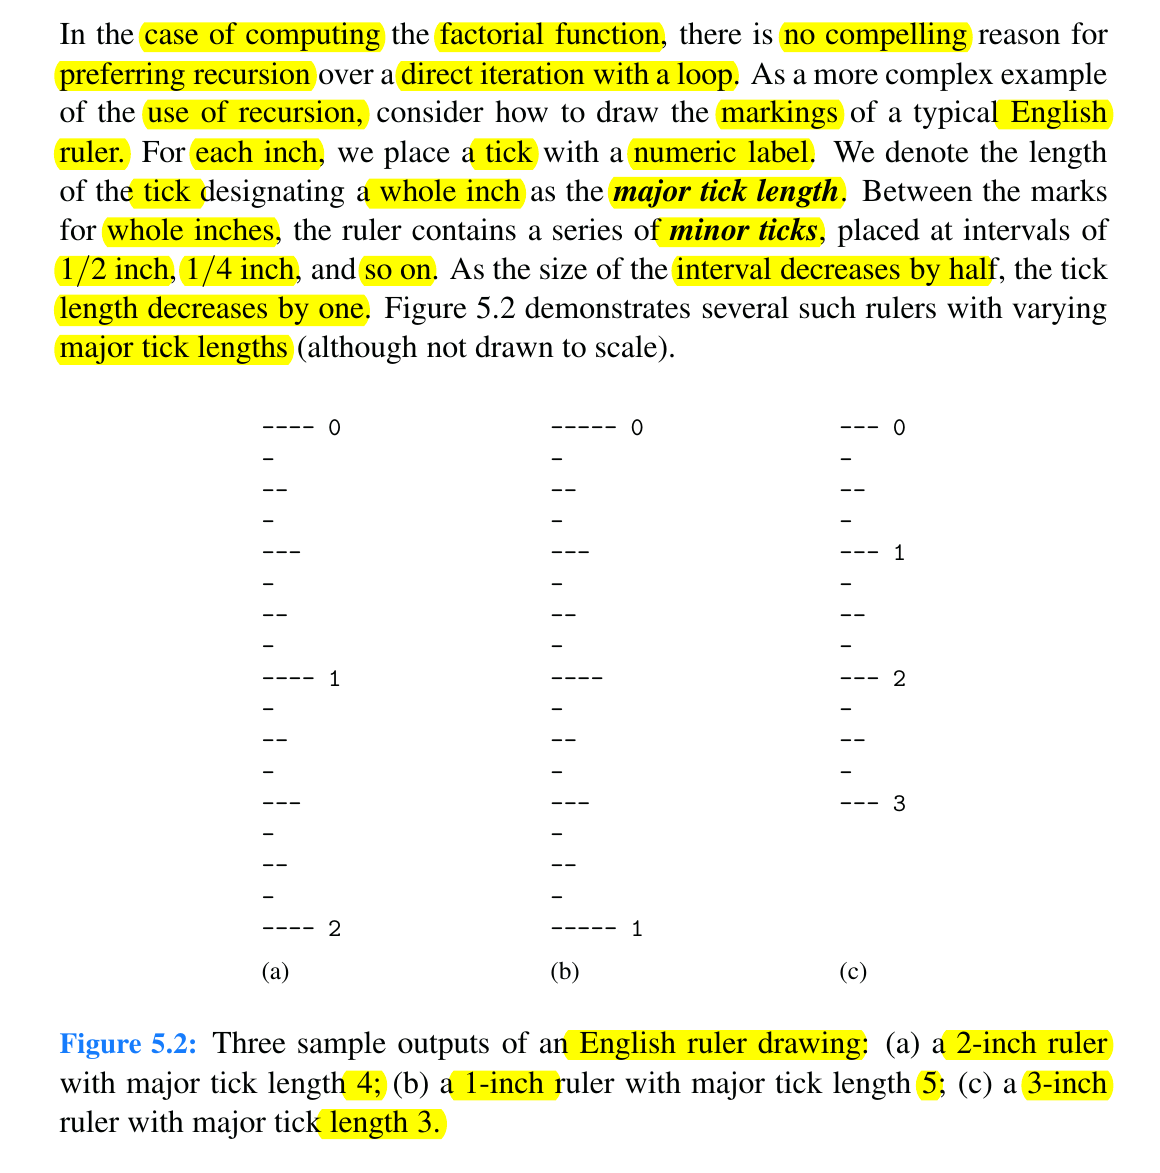 In the case of computing the factorial function, there is no compelling reason for
preferring recursion over a direct iteration with a loop. As a more complex example
of the use of recursion, consider how to draw the markings of a typical English
ruler. For each inch, we place a tick with a numeric label. We denote the length
of the tick designating a whole inch as the major tick length. Between the marks
for whole inches, the ruler contains a series of minor ticks, placed at intervals of
1/2 inch, 1/4 inch, and so on. As the size of the interval decreases by half, the tick
length decreases by one. Figure 5.2 demonstrates several such rulers with varying
major tick lengths (although not drawn to scale).
---- 0 ----- 0 --- 0
- - -
-- -- --
- - -
--- --- --- 1
- - -
-- -- --
- - -
---- 1 ---- --- 2
- - -
-- -- --
- - -
--- --- --- 3
- -
-- --
- -
---- 2 ----- 1
(a) (b) (c)
Figure 5.2: Three sample outputs of an English ruler drawing: (a) a 2-inch ruler
with major tick length 4; (b) a 1-inch ruler with major tick length 5; (c) a 3-inch
ruler with major tick length 3.